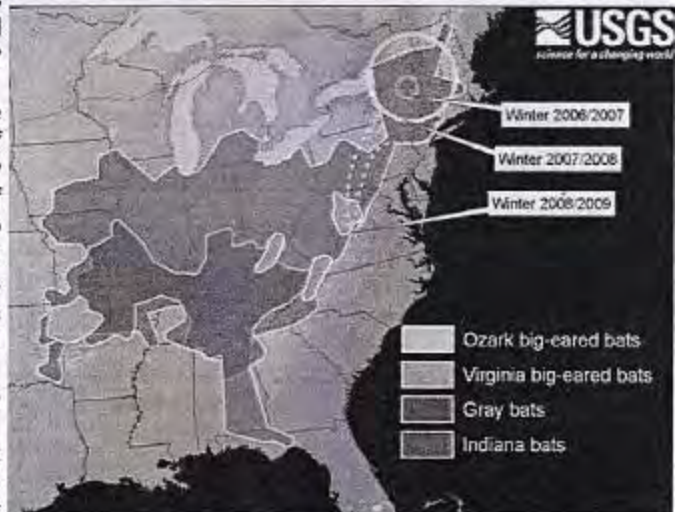 USGS
science for a changing world
Winter 2006/2007
Winter 2007/2008
Winter 2008/2009
Ozark big-eared bats
Virginia big-eared bats
Gray bats
Indiana bats